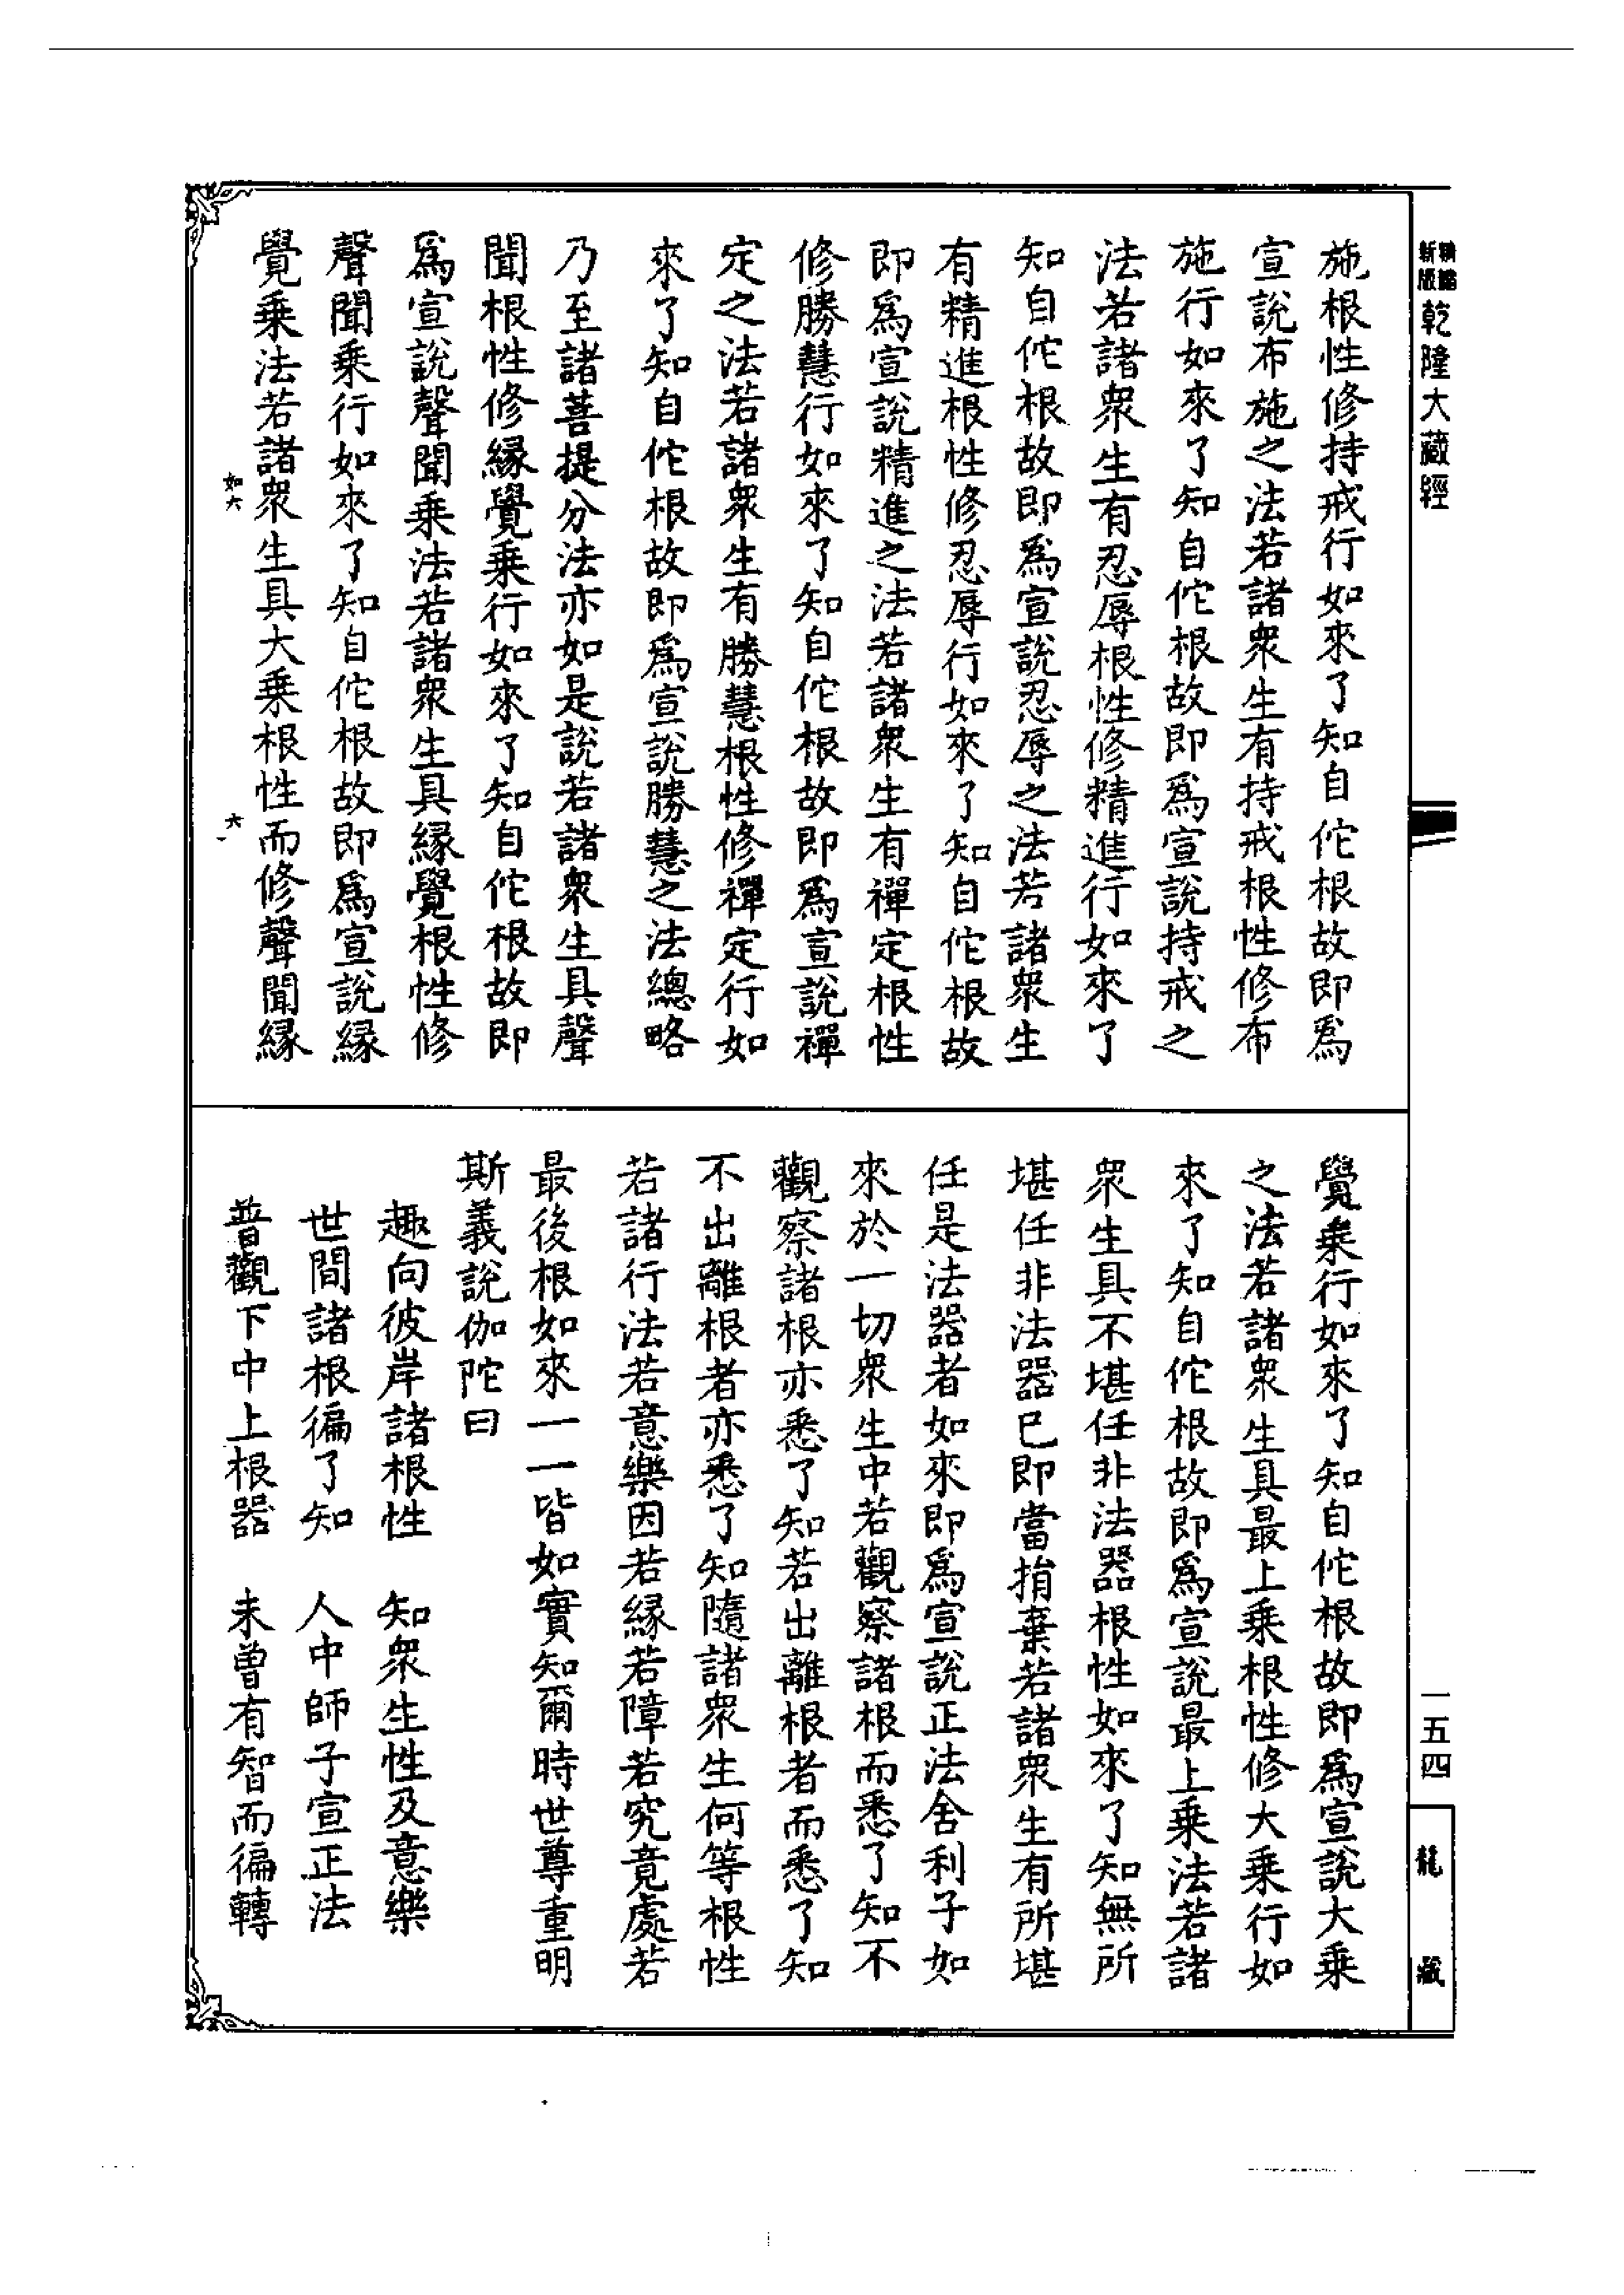 乾隆大藏經
施根性修持戒行如來了知自佗根故即爲
宣說布施之法若諸衆生有持戒根性修布
施行如來了知自佗根故即爲宣說持戒之
法若諸衆生有忍辱根性修精進行如來了
知自佗根故即爲宣說忍辱之法若諸衆生
有精進根性修忍辱行如來了知自佗根故
即爲宣說精進之法若諸衆生有禪定根性
修勝慧行如來了知自佗根故即爲宣說禪
定之法若諸衆生有勝慧根性修禪定行如
來了知自佗根故即爲宣說勝慧之法總略
乃至諸菩提分法亦如是說若諸衆生具聲
聞根性修緣覺乗行如來了知自佗根故即
爲宣說聲聞乗法若諸衆生具緣覺根性修
聲聞乗行如來了知自佗根故即爲宣說緣
覺乗法若諸衆生具大乗根性而修聲聞緣
如六
六
覺乗行如來了知自佗根故即爲宣說大乗
之法若諸衆生具最上乗根性修大乗行如
來了知自佗根故即爲宣說最上乗法若諸
衆生具不堪任非法器根性如來了知無所
堪任非法器已即當捎棄若諸衆生有所堪
任是法器者如來即爲宣說正法舍利子如
來於一切衆生中若觀察諸根而悉了知不
觀察諸根亦悉了知若出離根者而悉了知
不出離根者亦悉了知隨諸衆生何等根性
若諸行法若意樂因若緣若障若究竟處若
最後根如來一一皆如實知爾時世尊重明
斯義說伽陀曰
趣向彼岸諸根性　知衆生性及意樂
世間諸根徧了知　人中師子宣正法
普觀下中上根器　未曾有智而徧轉
一五四
龍藏